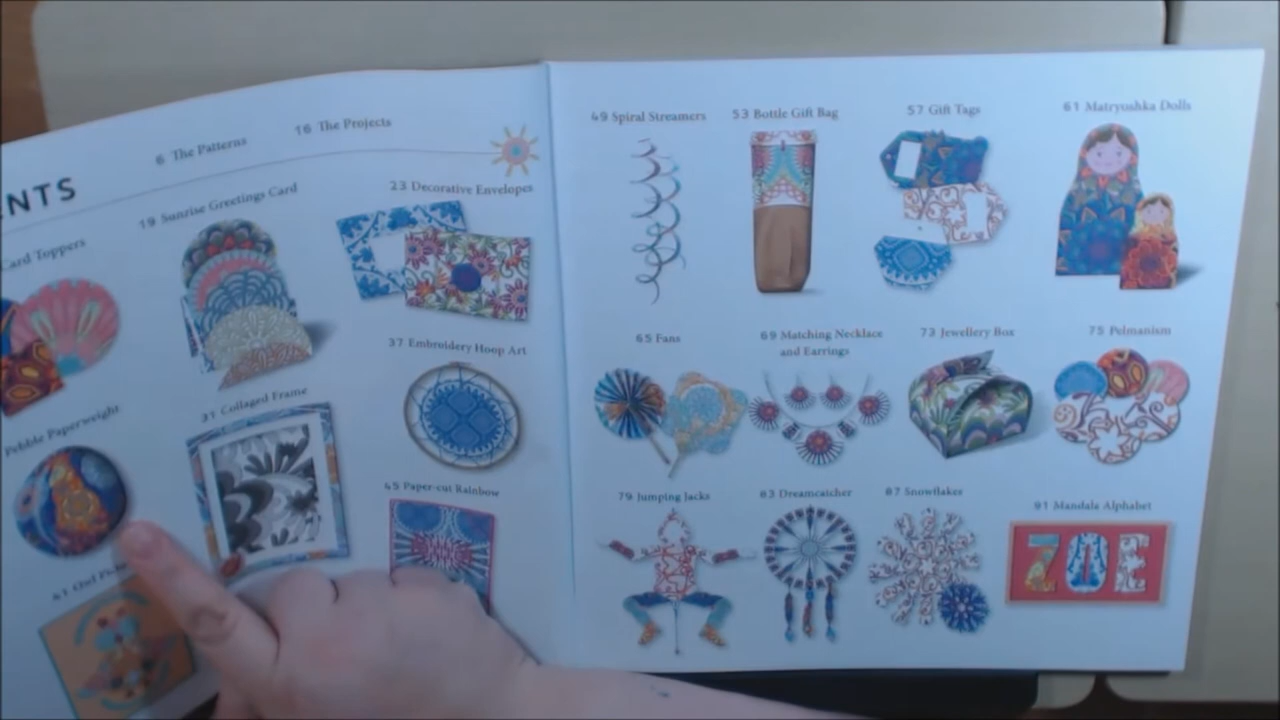 ENTS
6 The Patterns
16 The Projects
Card Toppers
19 Sunrise Greetings Card
23 Decorative Envelopes
Pebble Paperweight
31 Collaged Frame
37 Embroidery Hoop Art
41 Owl
45 Paper-cut Rainbow
49 Spiral Streamers
53 Bottle Gift Bag
57 Gift Tags
61 Matryoshka Dolls
65 Fans
69 Matching Necklace
and Earrings
73 Jewellery Box
75 Pelmanism
79 Jumping Jacks
83 Dreamcatcher
87 Snowflakes
91 Mandala Alphabet
ZOE